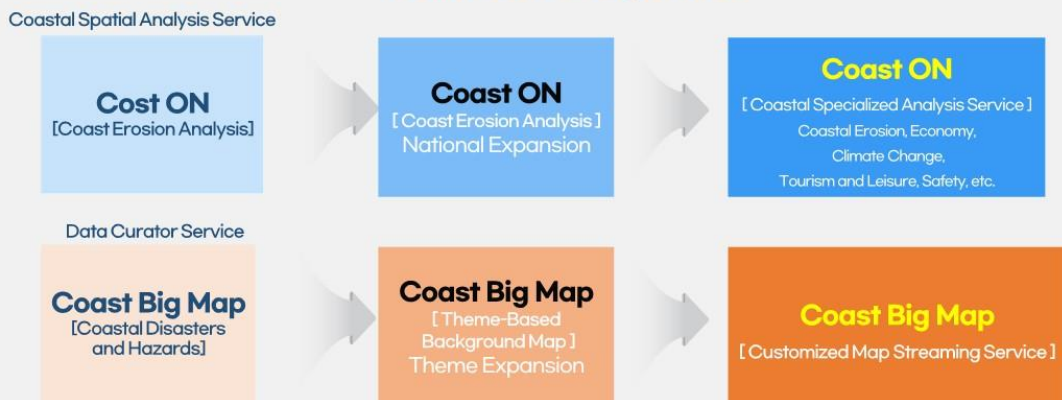 Coastal Spatial Analysis Service
Cost ON
[Coast Erosion Analysis]
Coast ON
[ Coast Erosion Analysis ]
National Expansion
Coast ON
[ Coastal Specialized Analysis Service ]
Coastal Erosion, Economy,
Climate Change,
Tourism and Leisure, Safety, etc.
Data Curator Service
Coast Big Map
[Coastal Disasters
and Hazards]
Coast Big Map
[ Theme-Based
Background Map ]
Theme Expansion
Coast Big Map
[ Customized Map Streaming Service ]